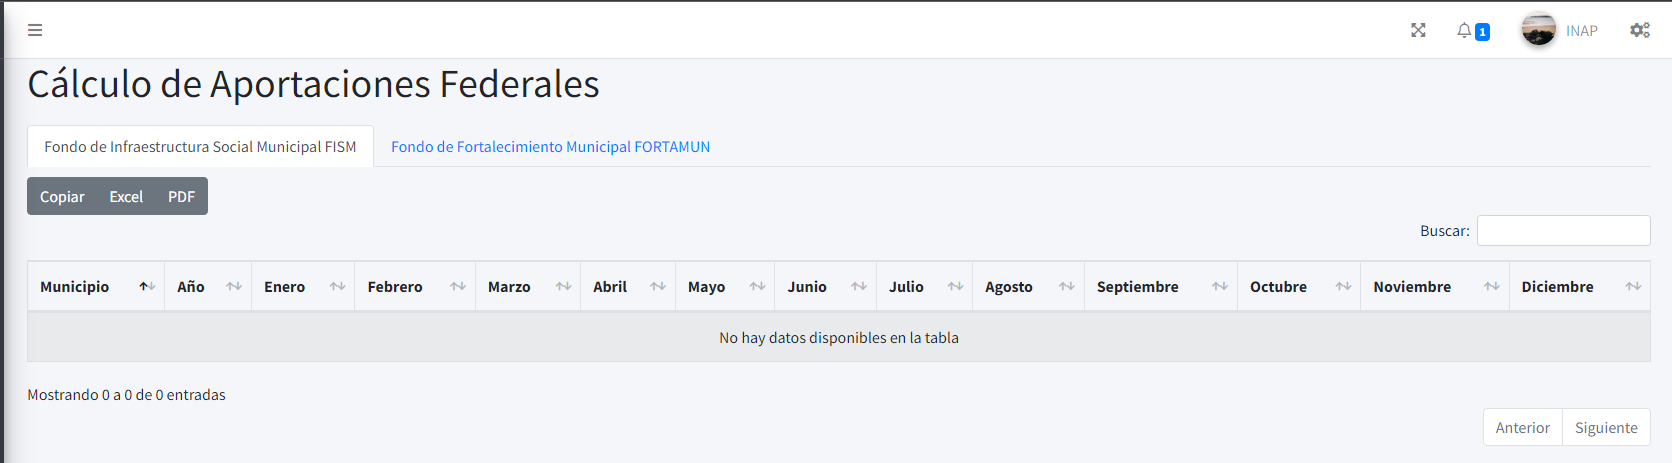 1 INAP
Cálculo de Aportaciones Federales
Fondo de Infraestructura Social Municipal FISM Fondo de Fortalecimiento Municipal FORTAMUN
Copiar Excel PDF
Buscar:
Municipio Año Enero Febrero Marzo Abril Mayo Junio Julio Agosto Septiembre Octubre Noviembre Diciembre
No hay datos disponibles en la tabla
Mostrando 0 a 0 de 0 entradas
Anterior Siguiente